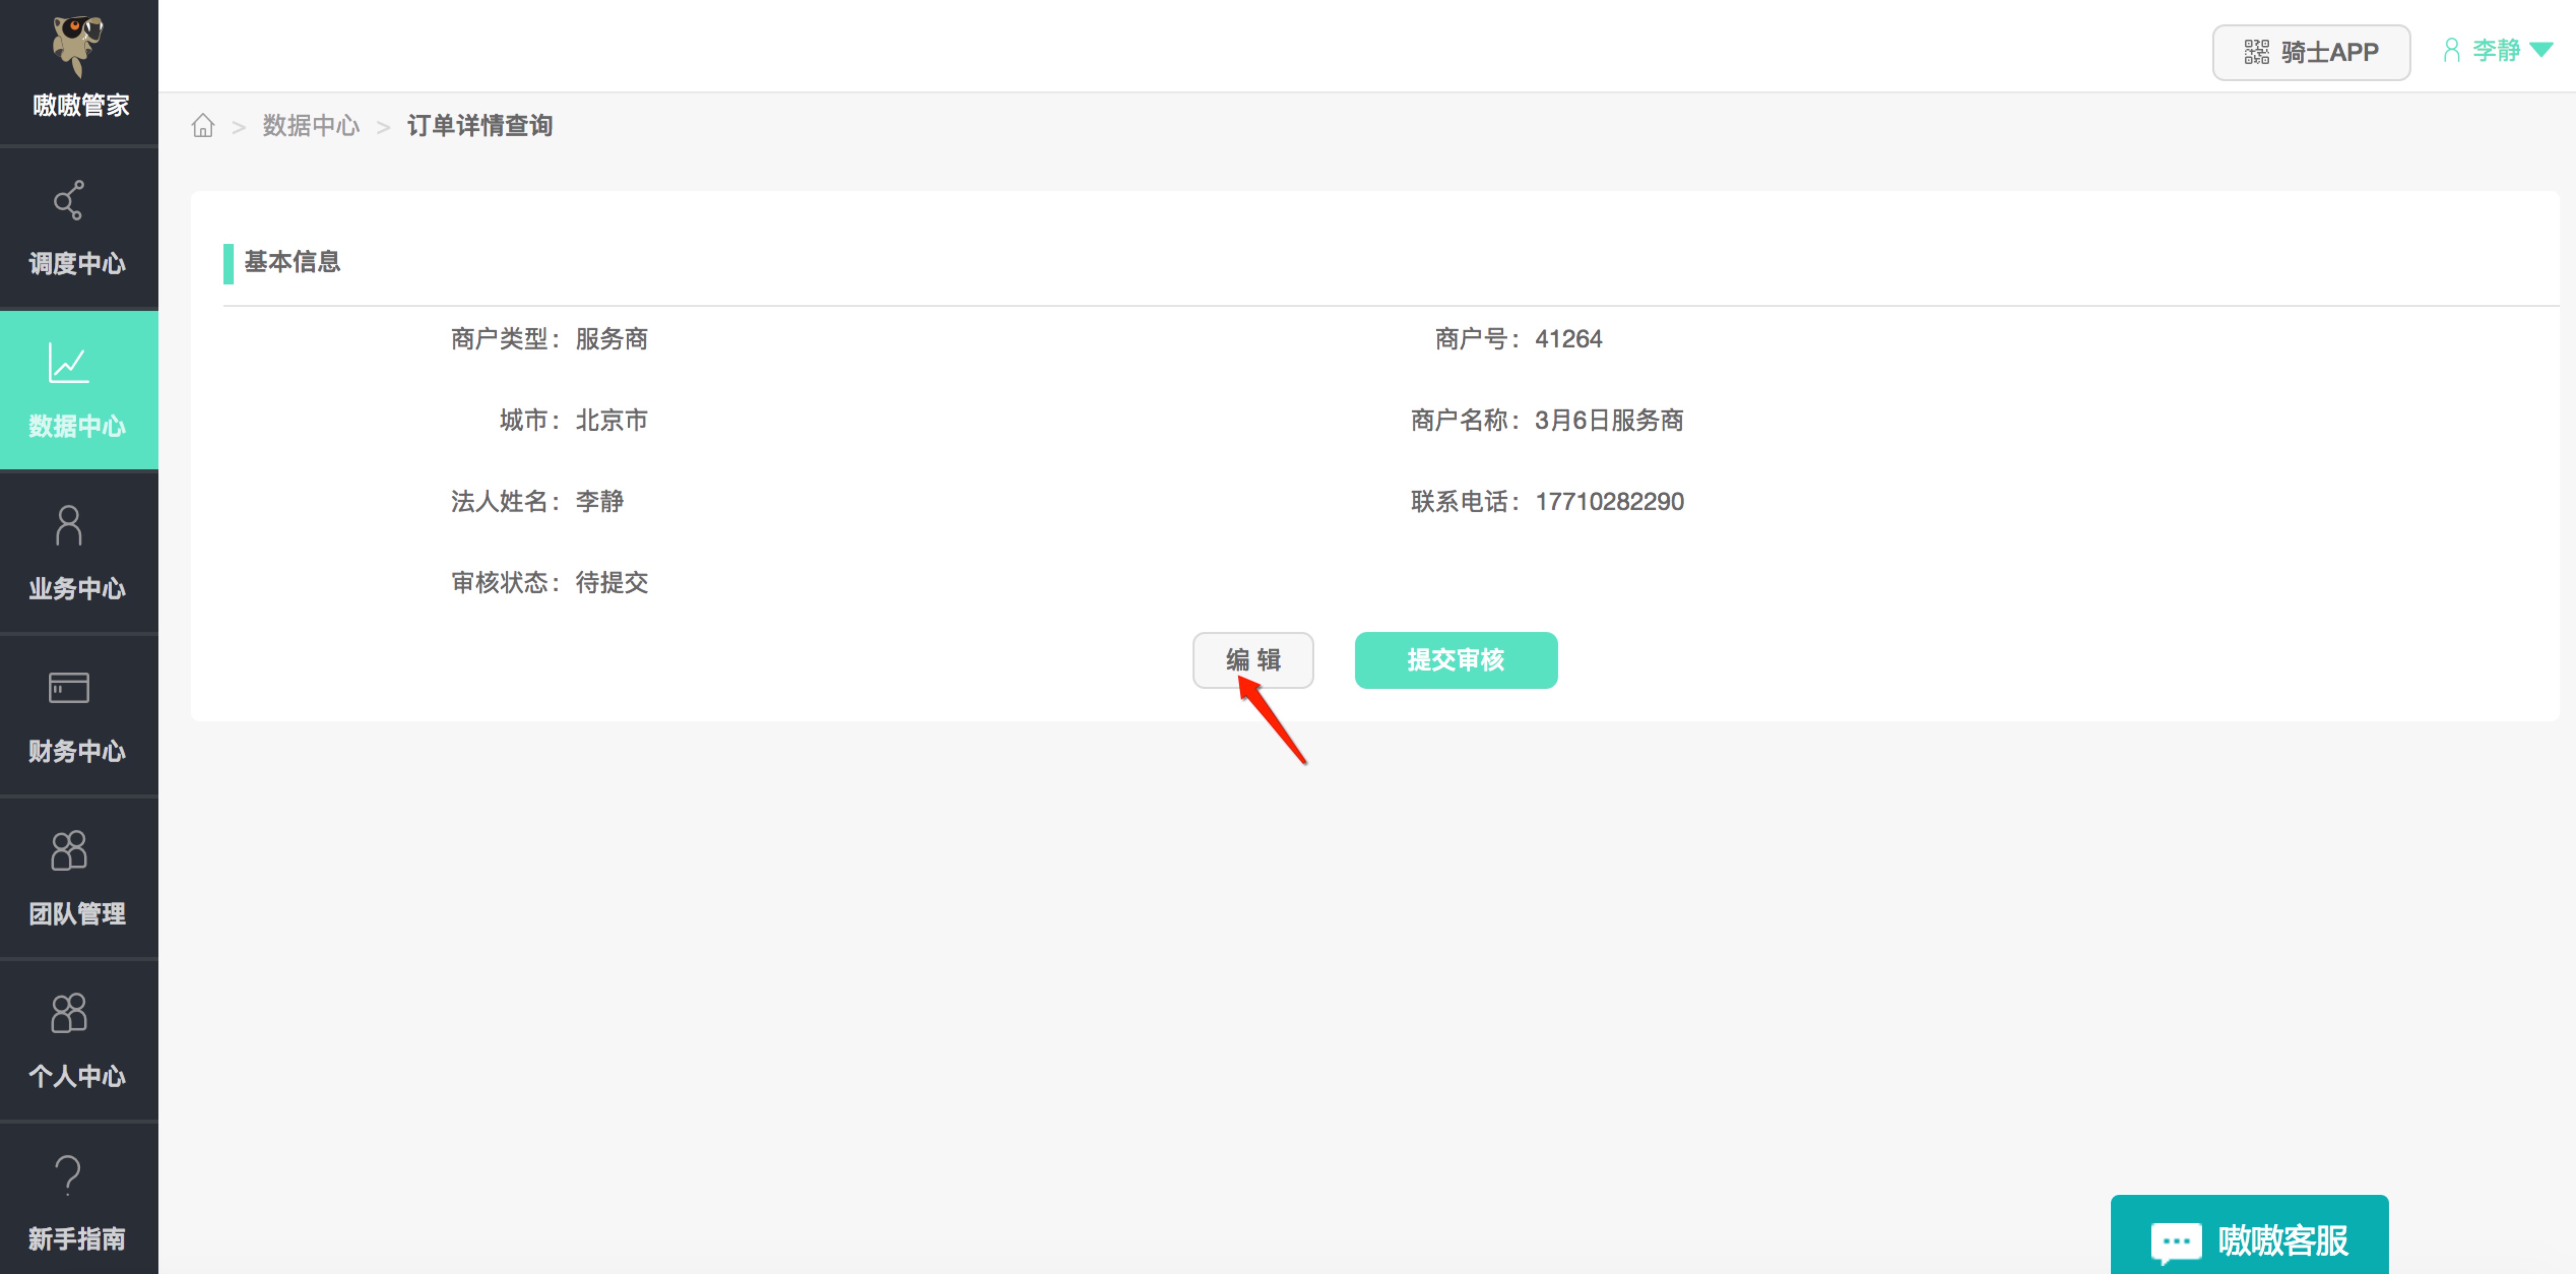 嗷嗷管家
骑士APP
李静
数据中心 > 订单详情查询
调度中心
数据中心
业务中心
财务中心
团队管理
个人中心
新手指南
基本信息
商户类型：服务商
商户号：41264
城市：北京市
商户名称：3月6日服务商
法人姓名：李静
联系电话：17710282290
审核状态：待提交
编 辑
提交审核
嗷嗷客服